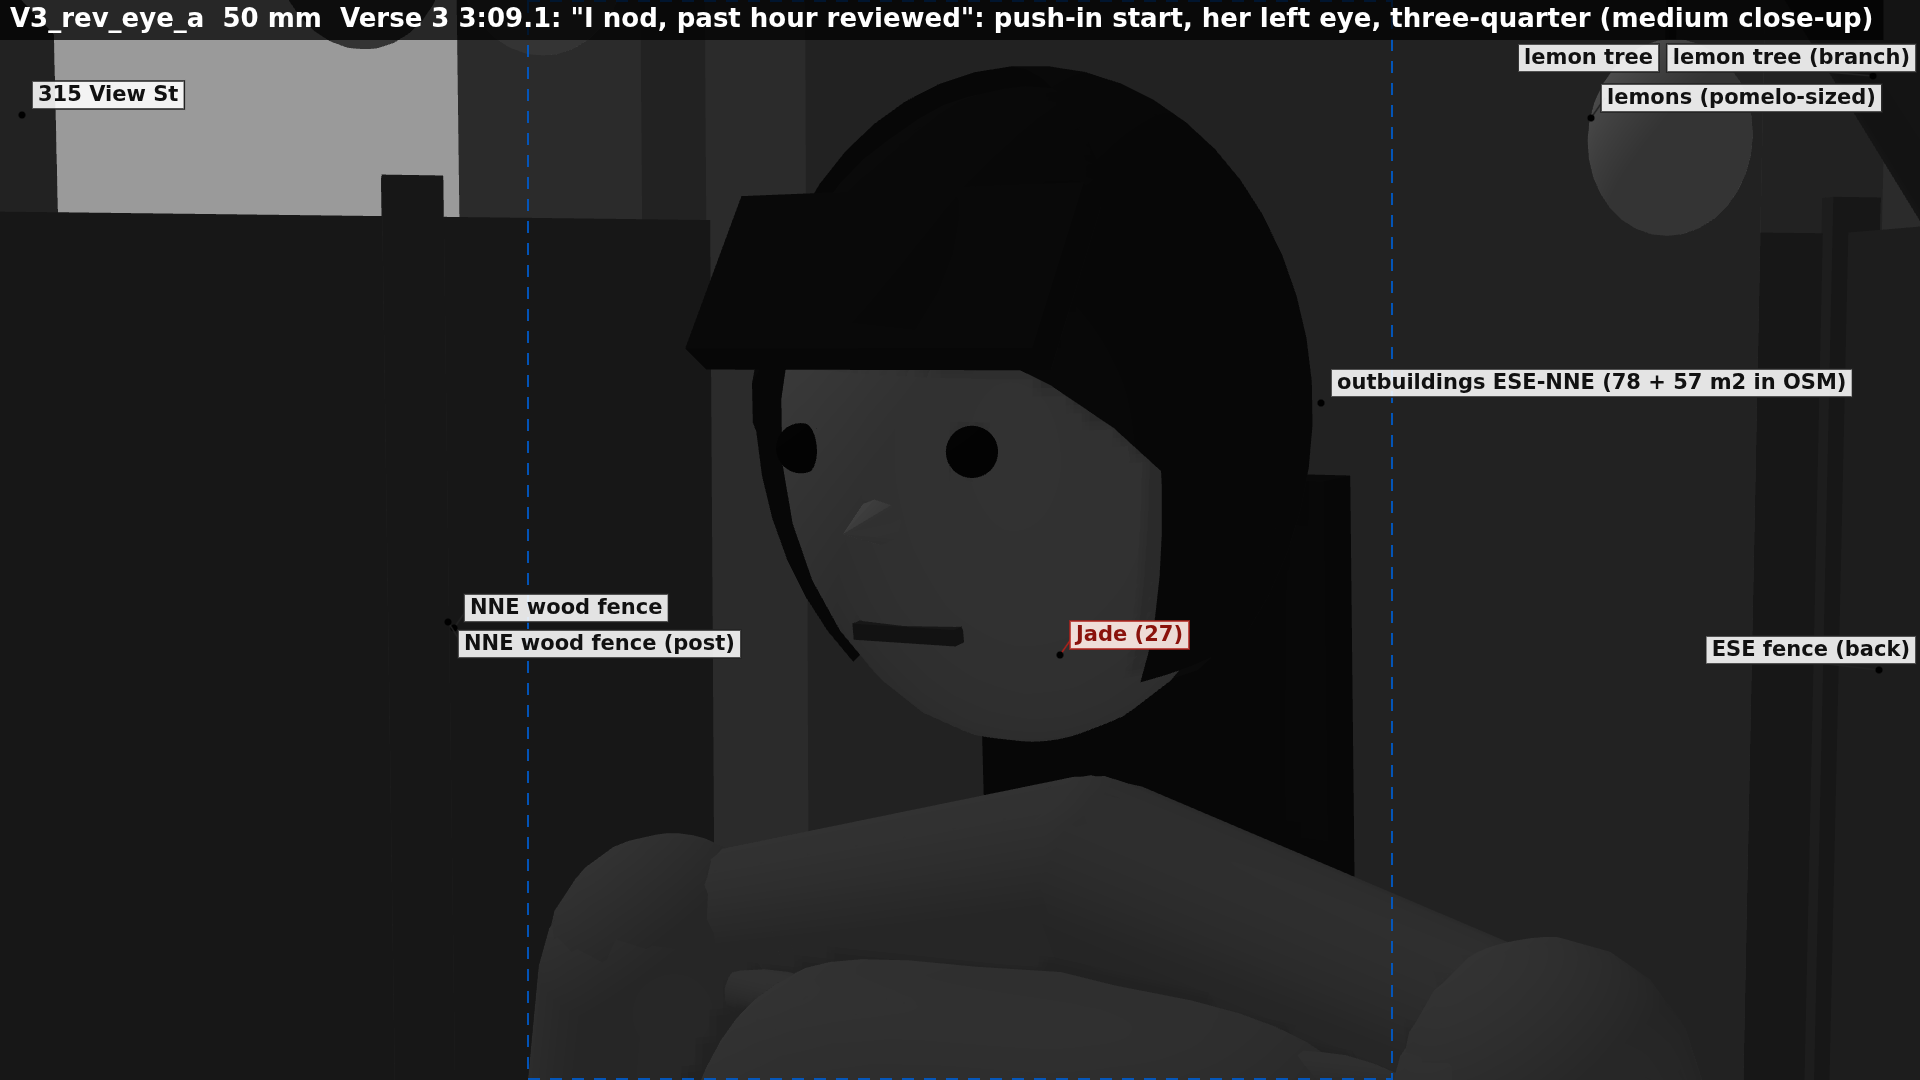 V3_rev_eye_a  50 mm  Verse 3 3:09.1: "I nod, past hour reviewed": push-in start, her left eye, three-quarter (medium close-up)
lemon tree
lemon tree (branch)
315 View St
lemons (pomelo-sized)
outbuildings ESE-NNE (78 + 57 m2 in OSM)
NNE wood fence
Jade (27)
NNE wood fence (post)
ESE fence (back)